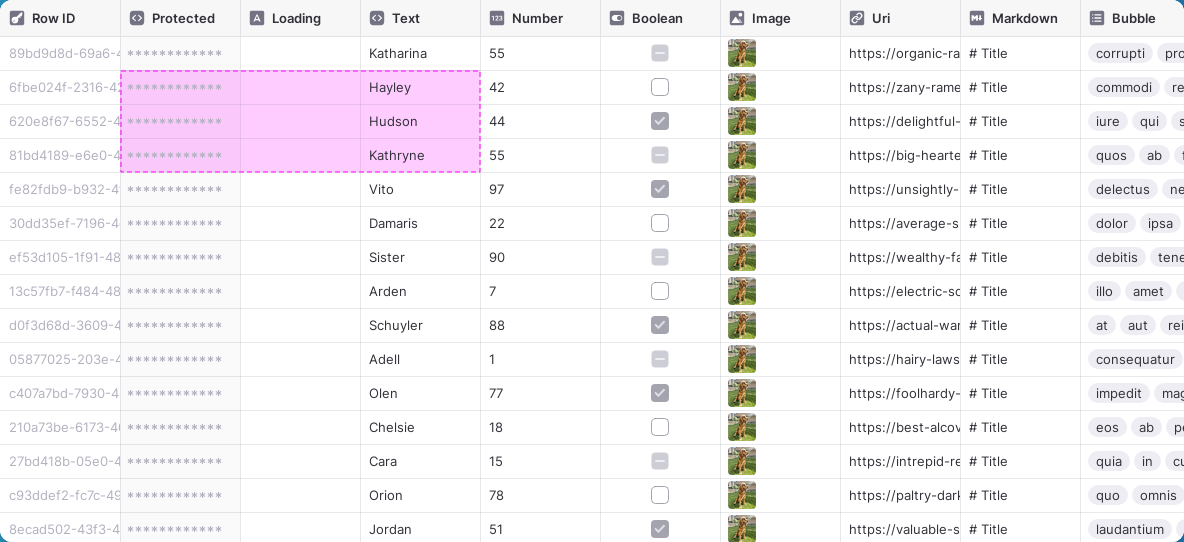 Row ID Protected Loading Text Number Boolean Image Uri Markdown Bubble
89bd9d8d-69a6-4 ************ Katharina 55 https://organic-ra # Title corrupti pro
6fbe024f-2316-42 ************ Hayley 42 https://zany-rame # Title commodi re
620e8f67-6552-4 ************ Hudson 44 https://delightful- # Title iure qui s
81bd4189-e6e0-4 ************ Kathryne 55 https://big-hearte # Title quos ab f
fe82fdb9-b932-4 ************ Vito 97 https://unsightly- # Title delectus ne
30dd35ef-7196-4 ************ Damaris 22 https://average-s # Title dolor ipsa
ef53d105-1f91-48 ************ Sister 90 https://wealthy-fa # Title debitis tene
13c57fb7-f484-48 ************ Arden 7 https://electric-sc # Title illo amet
d0f3d68d-3609-4 ************ Schuyler 88 https://actual-war # Title at aut rei
05877025-203e-4 ************ Adell 1 https://hairy-laws # Title consequatur
c407a7bd-7930-4 ************ Olen 77 https://foolhardy- # Title impedit mag
210a73be-6173-40 ************ Chelsie 18 https://best-alcov # Title eos ab pe
27bd418b-05e0-4 ************ Cara 15 https://intrepid-re # Title quia in cu
c93ddef2-fc7c-49 ************ Orion 78 https://paltry-dark # Title quo omnis
8ecad502-43f3-4 ************ Jordan 51 https://valuable-s # Title laudantium